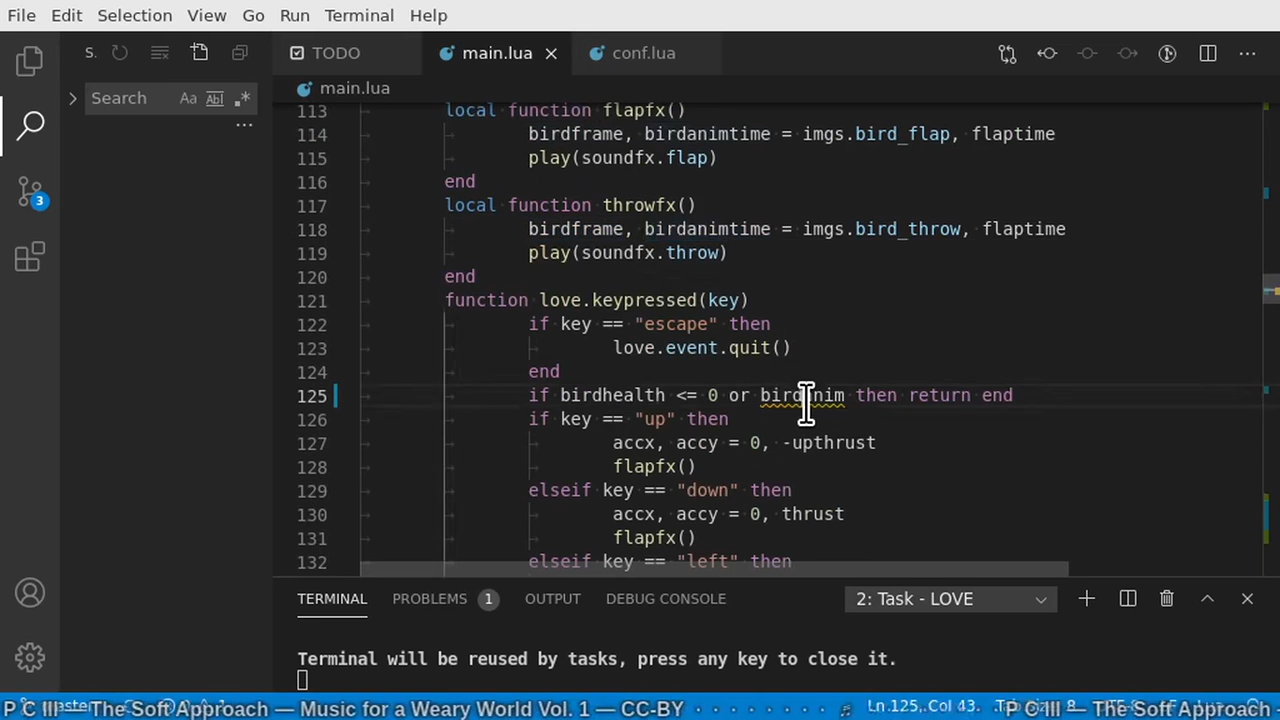 File Edit Selection View Go Run Terminal Help
S.
TODO main.lua conf.lua
main.lua
Search Aa Abl
113 local function flapfx()
114 birdframe, birdanimtime = imgs.bird_flap, flaptime
115 play(soundfx.flap)
116 end
117 local function throwfx()
118 birdframe, birdanimtime = imgs.bird_throw, flaptime
119 play(soundfx.throw)
120 end
121 function love.keypressed(key)
122 if key == "escape" then
123 love.event.quit()
124 end
125 if birdhealth <= 0 or birdanim then return end
126 if key == "up" then
127 accx, accy = 0, -upthrust
128 flapfx()
129 elseif key == "down" then
130 accx, accy = 0, thrust
131 flapfx()
132 elseif key == "left" then
3
TERMINAL PROBLEMS 1 OUTPUT DEBUG CONSOLE 2: Task - LOVE
Terminal will be reused by tasks, press any key to close it.
P C III — The Soft Approach — Music for a Weary World Vol. 1 — CC-BY
Ln 125, Col 43
P C III — The Soft Approach